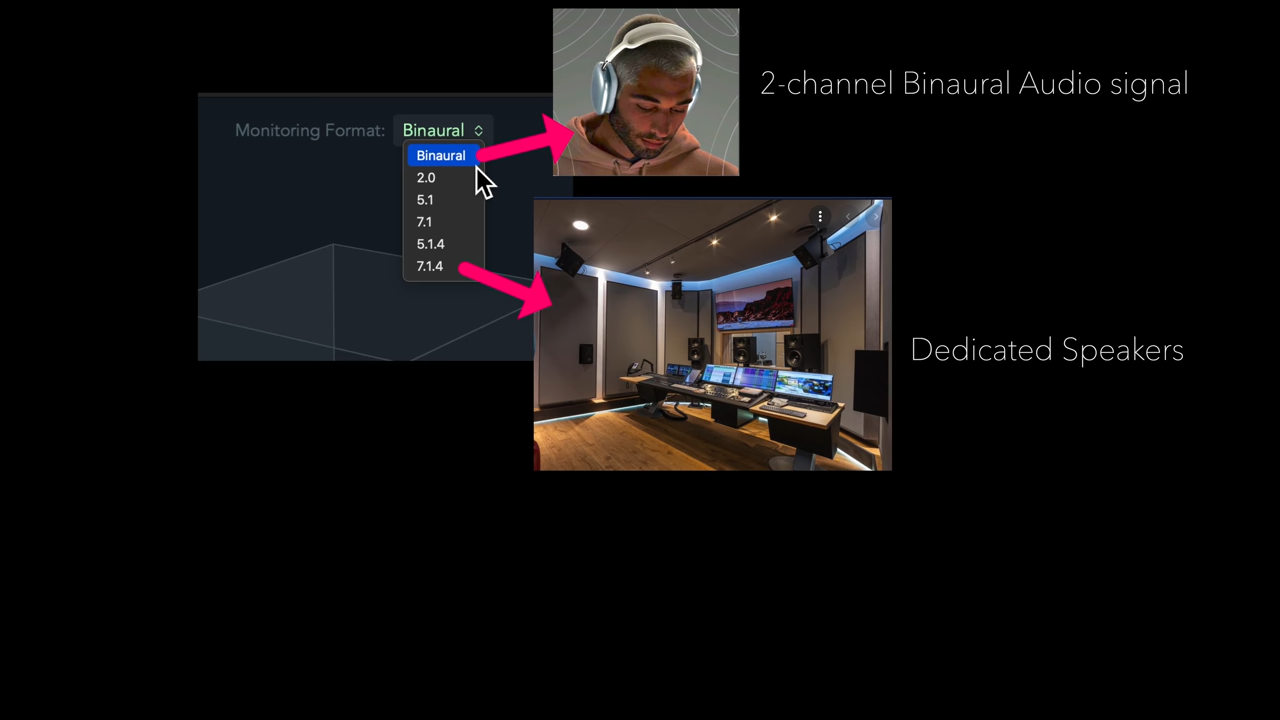 2-channel Binaural Audio signal
Monitoring Format: Binaural
Binaural
2.0
5.1
7.1
5.1.4
7.1.4
Dedicated Speakers